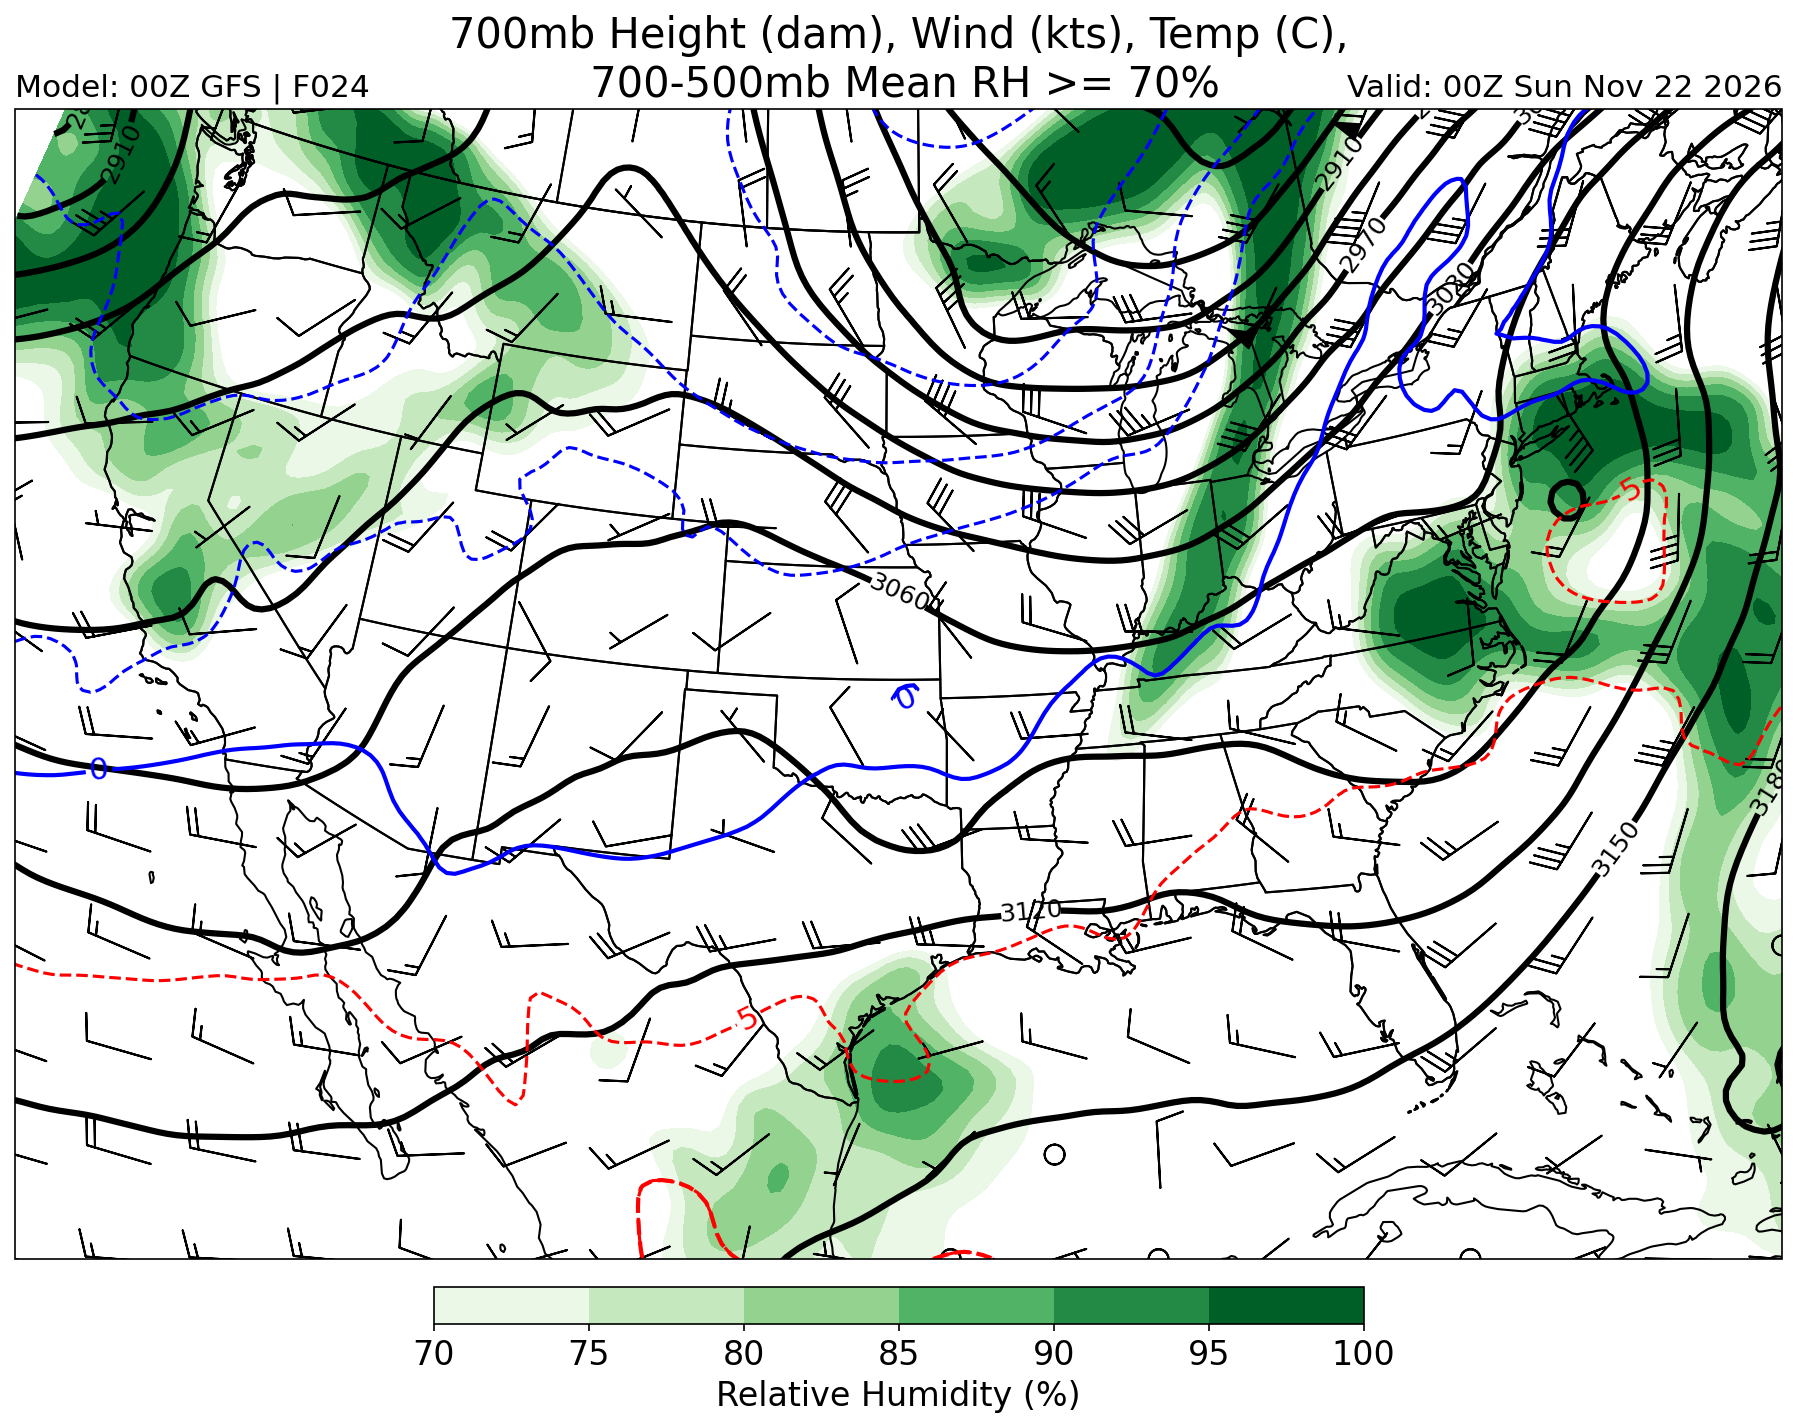 700mb Height (dam), Wind (kts), Temp (C),
Model: 00Z GFS | F024
700-500mb Mean RH >= 70%
Valid: 00Z Sun Nov 22 2026
2910
2910
2970
3030
5
3060
0
0
3180
3150
3120
5
70 75 80 85 90 95 100
Relative Humidity (%)